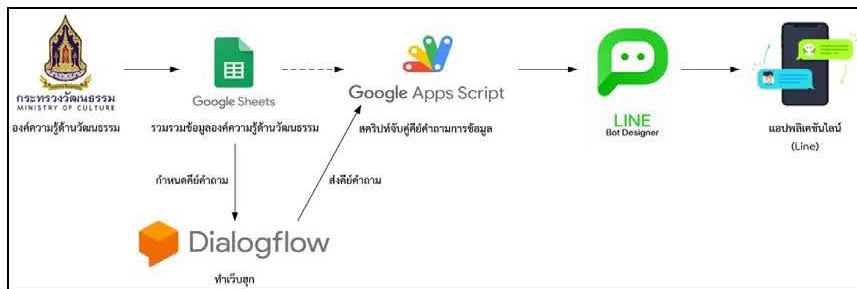 กระทรวงวัฒนธรรม
MINISTRY OF CULTURE
องค์ความรู้ด้านวัฒนธรรม
Google Sheets
รวมรวมข้อมูลองค์ความรู้ด้านวัฒนธรรม
Google Apps Script
สคริปท์จับคู่คีย์คำถามการข้อมูล
LINE
Bot Designer
แอปพลิเคชันไลน์
(Line)
กำหนดคีย์คำถาม
ส่งคีย์คำถาม
Dialogflow
ทำเว็บฮุก